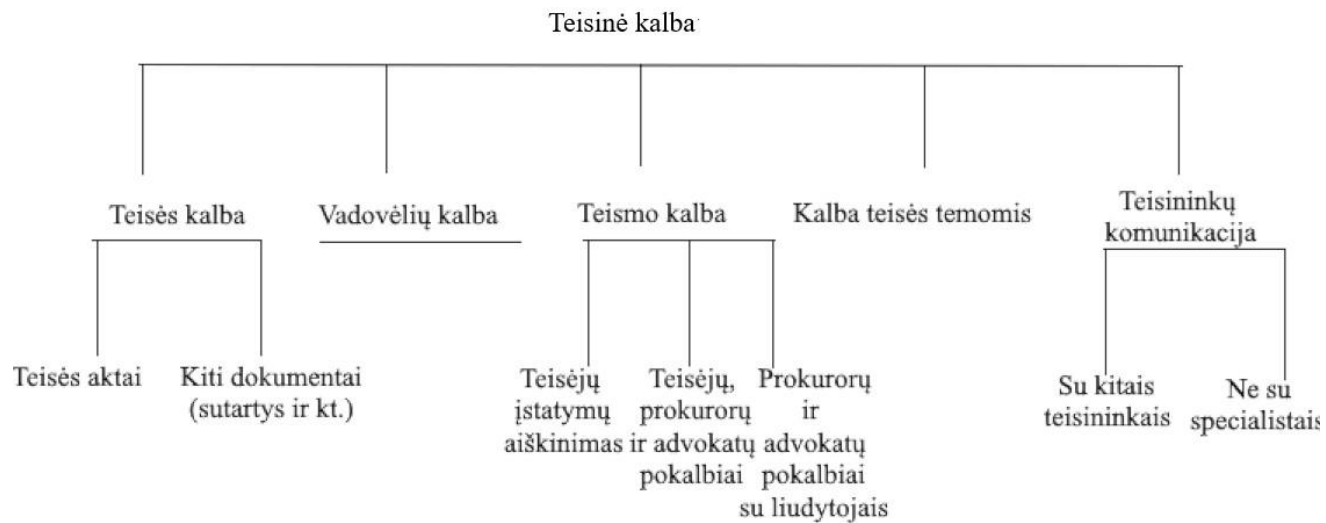 Teisinė kalba
Teisės kalba
Vadovėlių kalba
Teismo kalba
Kalba teisės temomis
Teisininkų
komunikacija
Teisės aktai
Kiti dokumentai
(sutartys ir kt.)
Teisėjų
įstatymų
aiškinimas
Teisėjų,
prokurorų
ir advokatų
pokalbiai
Prokurorų
ir
advokatų
pokalbiai
su liudytojais
Su kitais
teisininkais
Ne su
specialistais